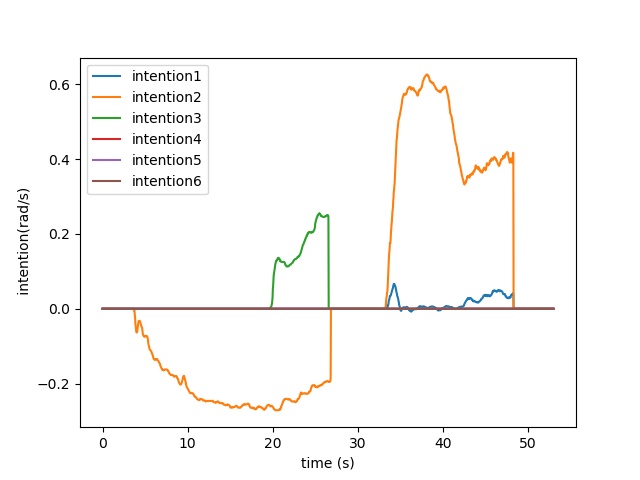 intention1
intention2
intention3
intention4
intention5
intention6
intention(rad/s)
0.6
0.4
0.2
0.0
−0.2
0 10 20 30 40 50
time (s)